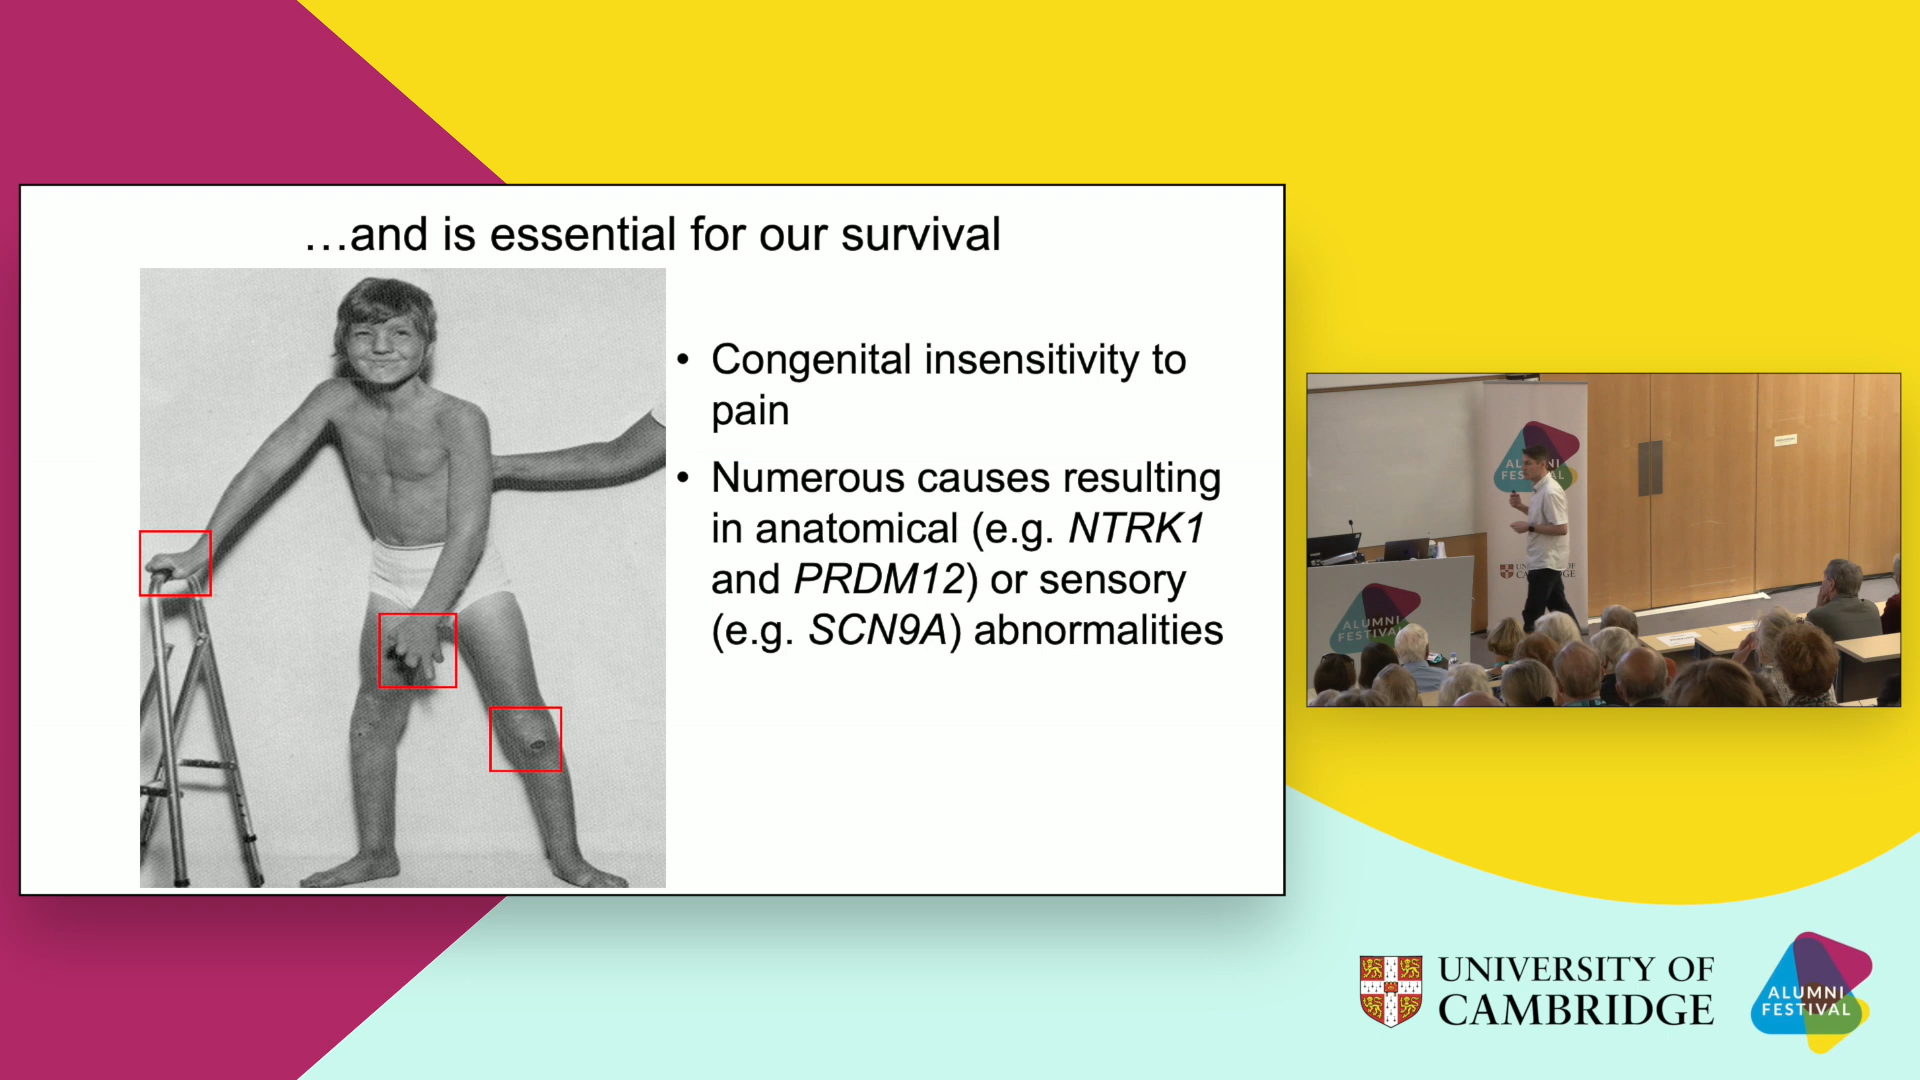 …and is essential for our survival
• Congenital insensitivity to
pain
• Numerous causes resulting
in anatomical (e.g. NTRK1
and PRDM12) or sensory
(e.g. SCN9A) abnormalities
ALUMNI
FESTIVAL
UNIVERSITY OF
CAMBRIDGE
ALUMNI
FESTIVAL